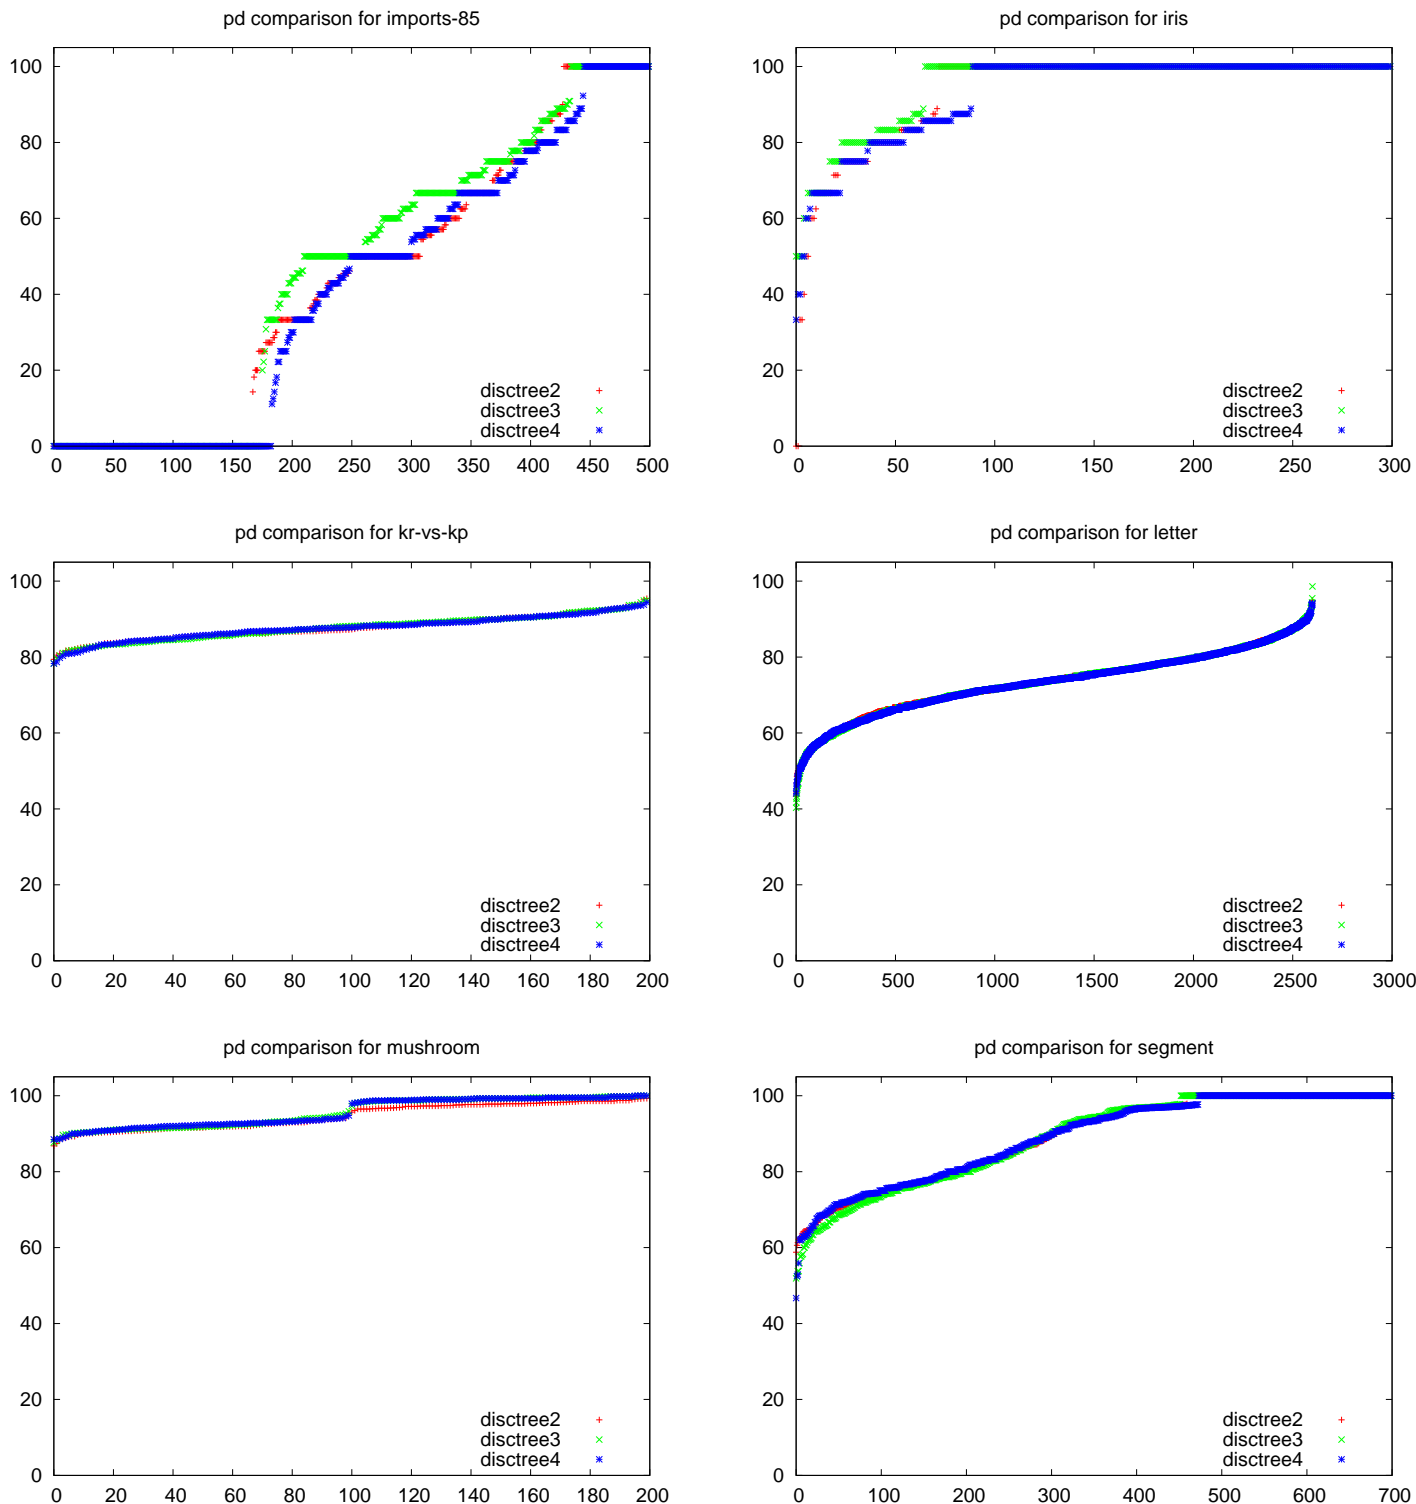 pd comparison for imports-85
100
80
60
40
20
0
disctree2
disctree3
disctree4
0 50 100 150 200 250 300 350 400 450 500
pd comparison for iris
100
80
60
40
20
0
disctree2
disctree3
disctree4
0 50 100 150 200 250 300
pd comparison for kr-vs-kp
100
80
60
40
20
0
disctree2
disctree3
disctree4
0 20 40 60 80 100 120 140 160 180 200
pd comparison for letter
100
80
60
40
20
0
disctree2
disctree3
disctree4
0 500 1000 1500 2000 2500 3000
pd comparison for mushroom
100
80
60
40
20
0
disctree2
disctree3
disctree4
0 20 40 60 80 100 120 140 160 180 200
pd comparison for segment
100
80
60
40
20
0
disctree2
disctree3
disctree4
0 100 200 300 400 500 600 700